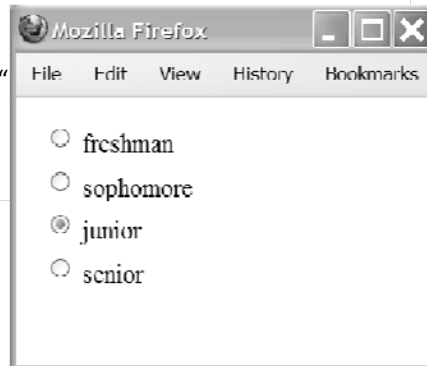 Mozilla Firefox
“
File Edit View History Bookmarks
freshman
sophomore
junior
senior